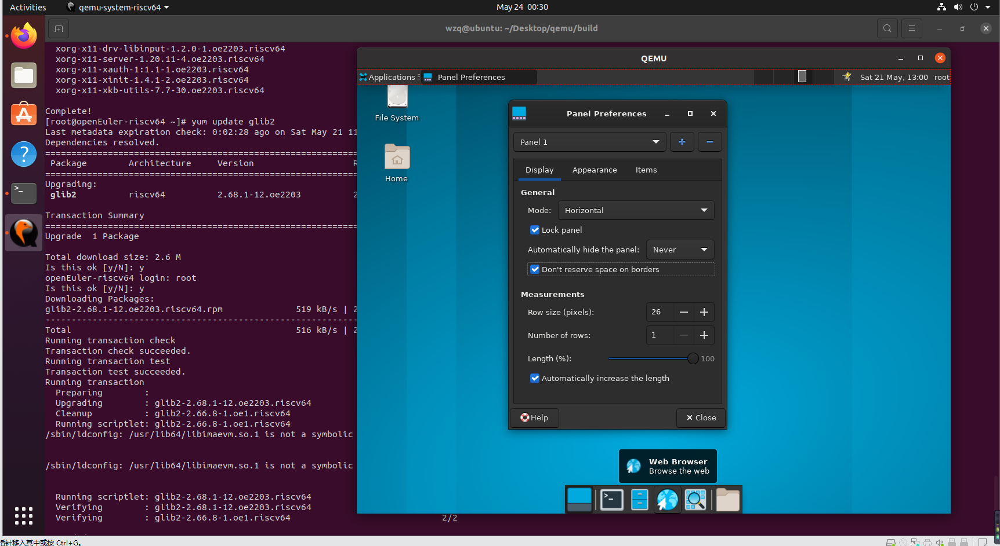 Activities
qemu-system-riscv64
May 24 00:30
wzq@ubuntu: ~/Desktop/qemu/build
xorg-x11-drv-libinput-1.2.0-1.oe2203.riscv64
xorg-x11-server-1.20.11-4.oe2203.riscv64
xorg-x11-xauth-1:1.1-1.oe2203.riscv64
xorg-x11-xinit-1.4.1-2.oe2203.riscv64
xorg-x11-xkb-utils-7.7-30.oe2203.riscv64
Complete!
[root@openEuler-riscv64 ~]# yum update glib2
Last metadata expiration check: 0:02:28 ago on Sat May 21 11
Dependencies resolved.
================================================================
Package Architecture Version R
================================================================
Upgrading:
glib2 riscv64 2.68.1-12.oe2203 2
Transaction Summary
================================================================
Upgrade 1 Package
Total download size: 2.6 M
Is this ok [y/N]: y
openEuler-riscv64 login: root
Is this ok [y/N]: y
Downloading Packages:
glib2-2.68.1-12.oe2203.riscv64.rpm 519 kB/s | 2
----------------------------------------------------------------
Total 516 kB/s | 2
Running transaction check
Transaction check succeeded.
Running transaction test
Transaction test succeeded.
Running transaction
Preparing :
Upgrading : glib2-2.68.1-12.oe2203.riscv64
Cleanup : glib2-2.66.8-1.oe1.riscv64
Running scriptlet: glib2-2.66.8-1.oe1.riscv64
/sbin/ldconfig: /usr/lib64/libimaevm.so.1 is not a symbolic
/sbin/ldconfig: /usr/lib64/libimaevm.so.1 is not a symbolic
Running scriptlet: glib2-2.68.1-12.oe2203.riscv64
Verifying : glib2-2.68.1-12.oe2203.riscv64
Verifying : glib2-2.66.8-1.oe1.riscv64 2/2
QEMU
Applications
Panel Preferences
Sat 21 May, 13:00
root
File System
Home
Panel Preferences
Panel 1
Display
Appearance
Items
General
Mode: Horizontal
Lock panel
Automatically hide the panel: Never
Don't reserve space on borders
Measurements
Row size (pixels): 26
Number of rows: 1
Length (%): 100
Automatically increase the length
Help
Close
Web Browser
Browse the web
指针移入其中或按 Ctrl+G。